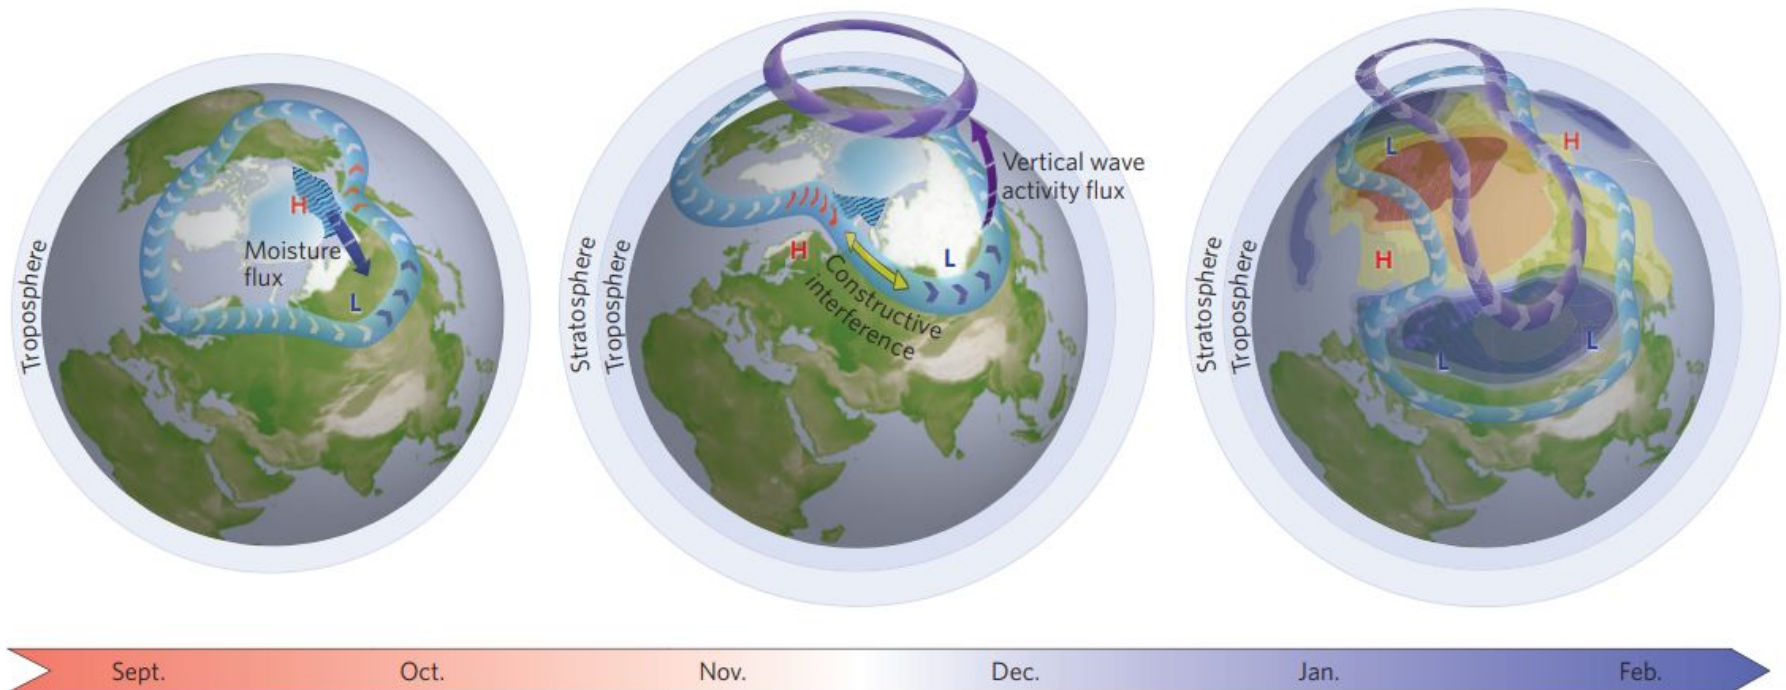 Troposphere
H
Moisture
flux
L
Stratosphere
Troposphere
H
Constructive
interference
L
Vertical wave
activity flux
Stratosphere
Troposphere
L
H
H
L
L
Sept.
Oct.
Nov.
Dec.
Jan.
Feb.